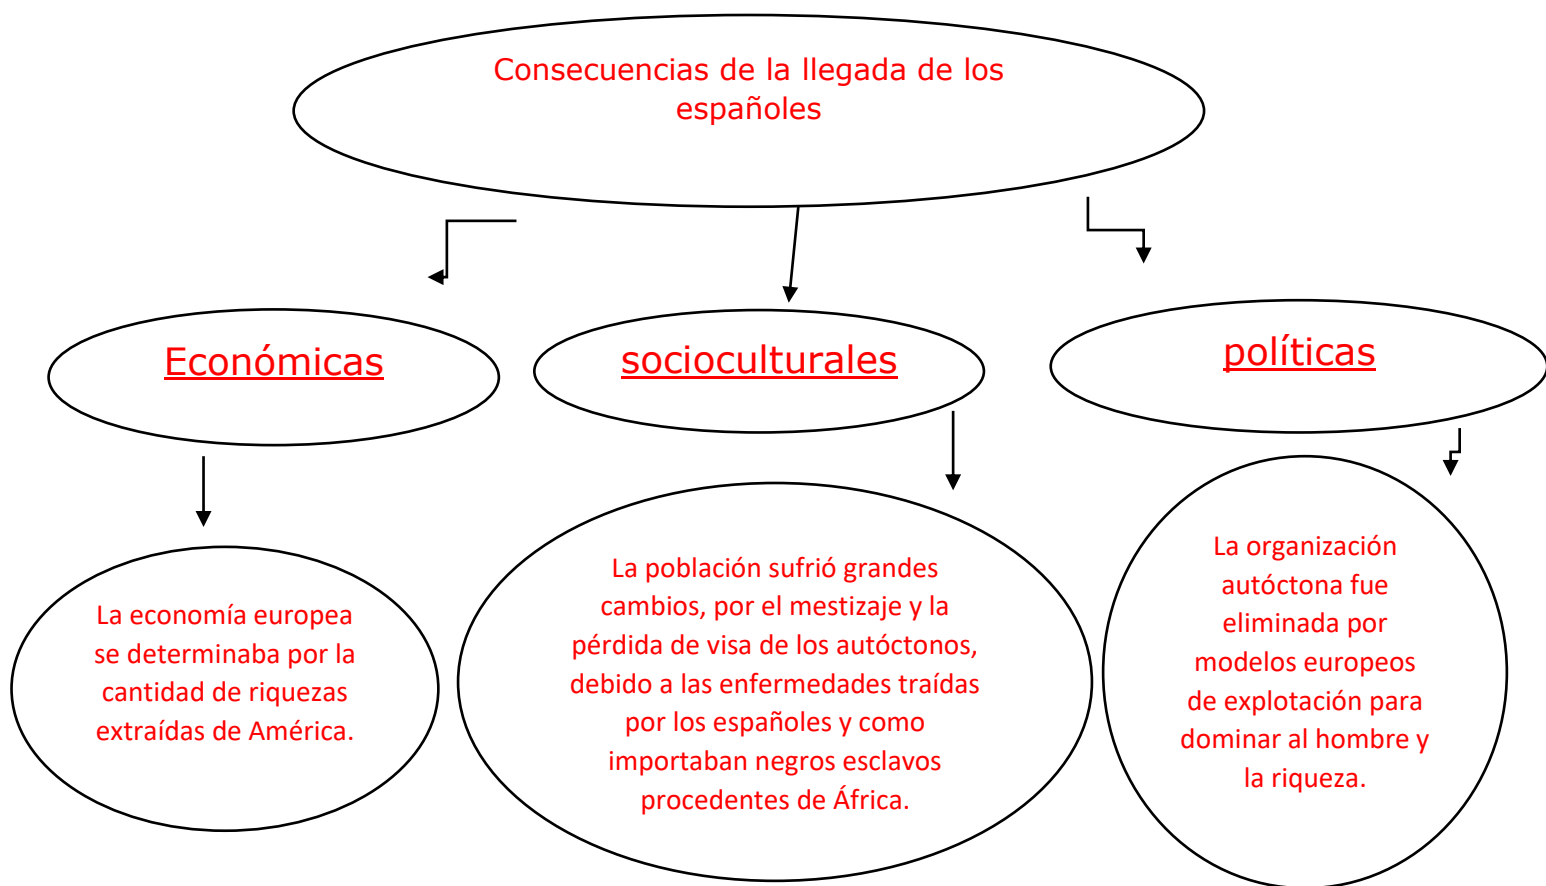 Consecuencias de la llegada de los
españoles
Económicas
socioculturales
políticas
La economía europea
se determinaba por la
cantidad de riquezas
extraídas de América.
La población sufrió grandes
cambios, por el mestizaje y la
pérdida de visa de los autóctonos,
debido a las enfermedades traídas
por los españoles y como
importaban negros esclavos
procedentes de África.
La organización
autóctona fue
eliminada por
modelos europeos
de explotación para
dominar al hombre y
la riqueza.